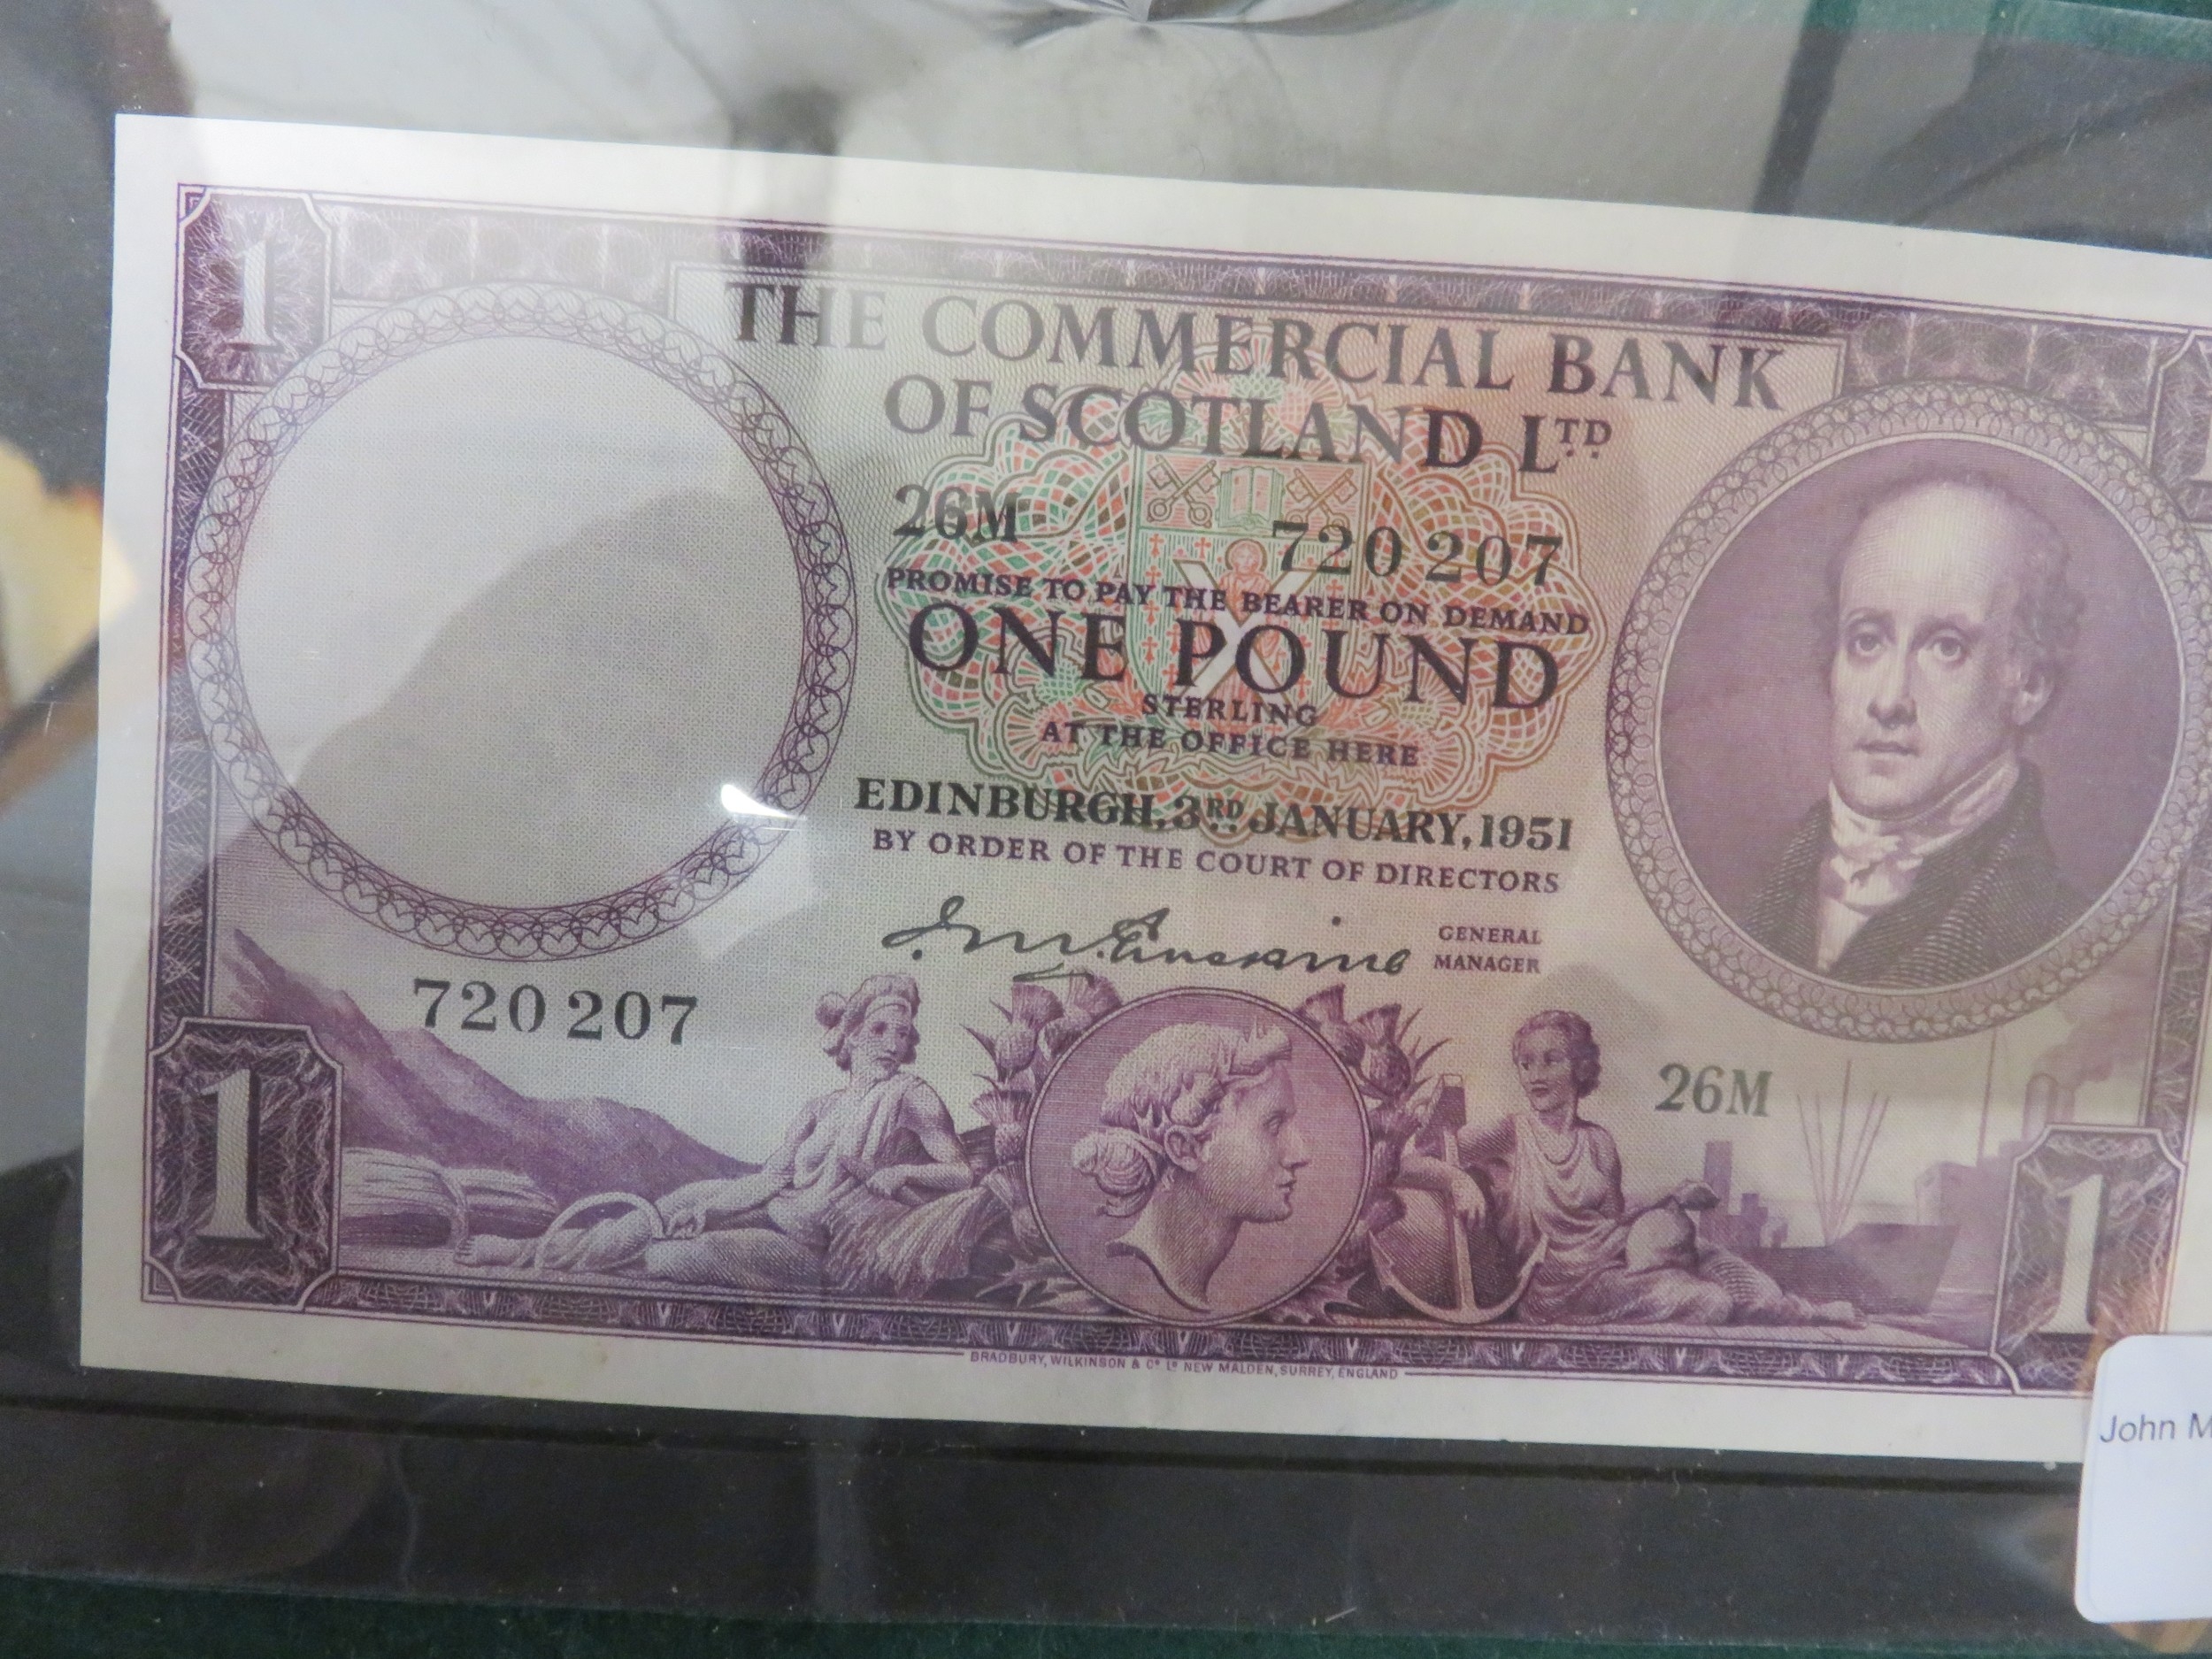 1
THE COMMERCIAL BANK
OF SCOTLAND LTD
26M 720 207
PROMISE TO PAY THE BEARER ON DEMAND
ONE POUND
STERLING
AT THE OFFICE HERE
EDINBURGH, 3RD JANUARY, 1951
BY ORDER OF THE COURT OF DIRECTORS
GENERAL
MANAGER
720 207
26M
1 1
BRADBURY, WILKINSON & Co Ld NEW MALDEN, SURREY, ENGLAND
John M